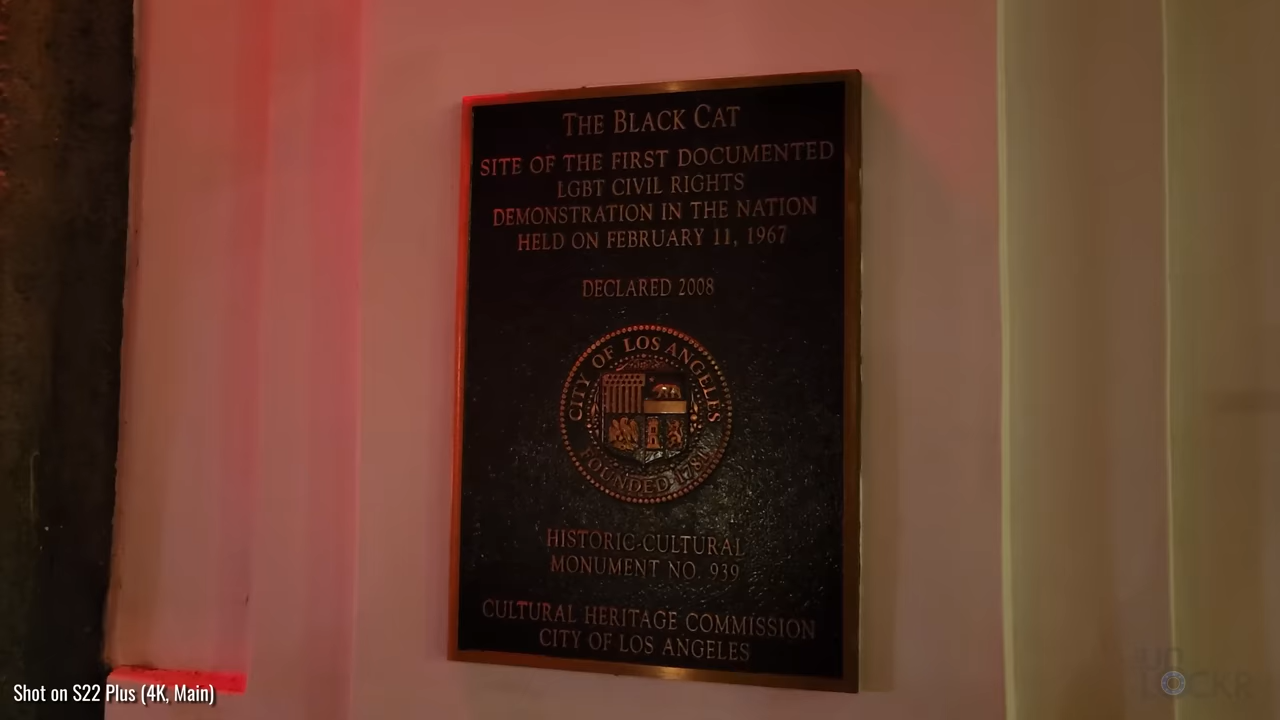 The Black Cat
SITE OF THE FIRST DOCUMENTED
LGBT CIVIL RIGHTS
DEMONSTRATION IN THE NATION
HELD ON FEBRUARY 11, 1967
DECLARED 2008
CITY OF LOS ANGELES
FOUNDED 1781
HISTORIC-CULTURAL
MONUMENT NO. 939
CULTURAL HERITAGE COMMISSION
CITY OF LOS ANGELES
Shot on S22 Plus (4K, Main)